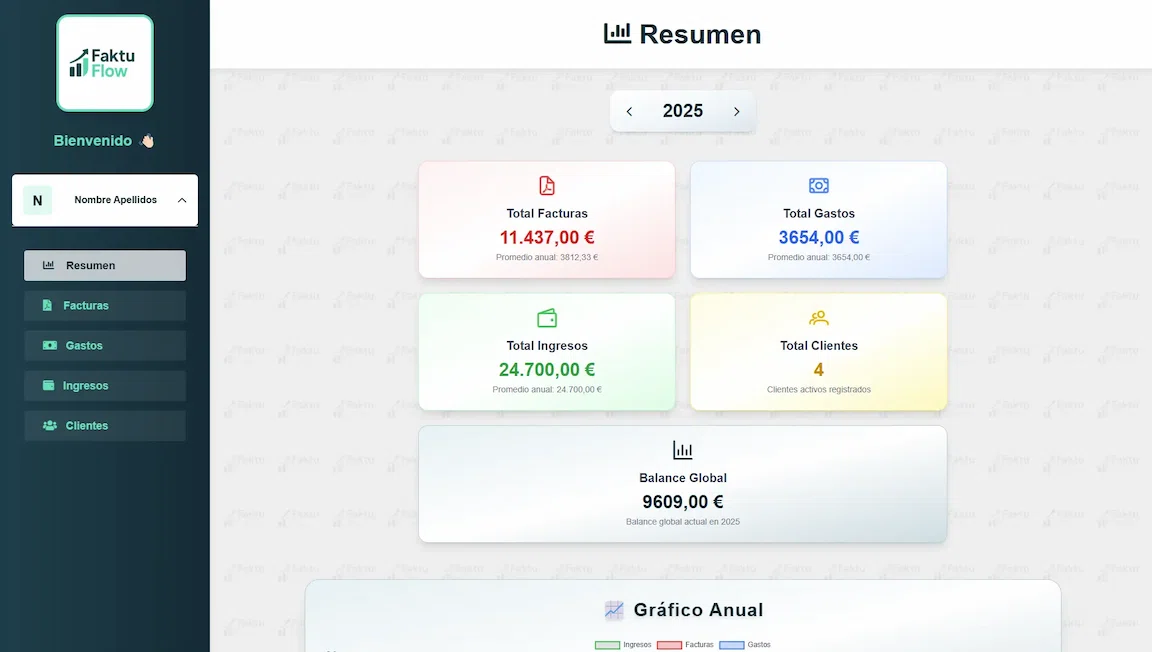 Faktu
Flow
Bienvenido 👋🏻
N
Nombre Apellidos
Resumen
Facturas
Gastos
Ingresos
Clientes
Resumen
2025
Total Facturas
11.437,00 €
Promedio anual: 3812,33 €
Total Gastos
3654,00 €
Promedio anual: 3654,00 €
Total Ingresos
24.700,00 €
Promedio anual: 24.700,00 €
Total Clientes
4
Clientes activos registrados
Balance Global
9609,00 €
Balance global actual en 2025
Gráfico Anual
Ingresos Facturas Gastos